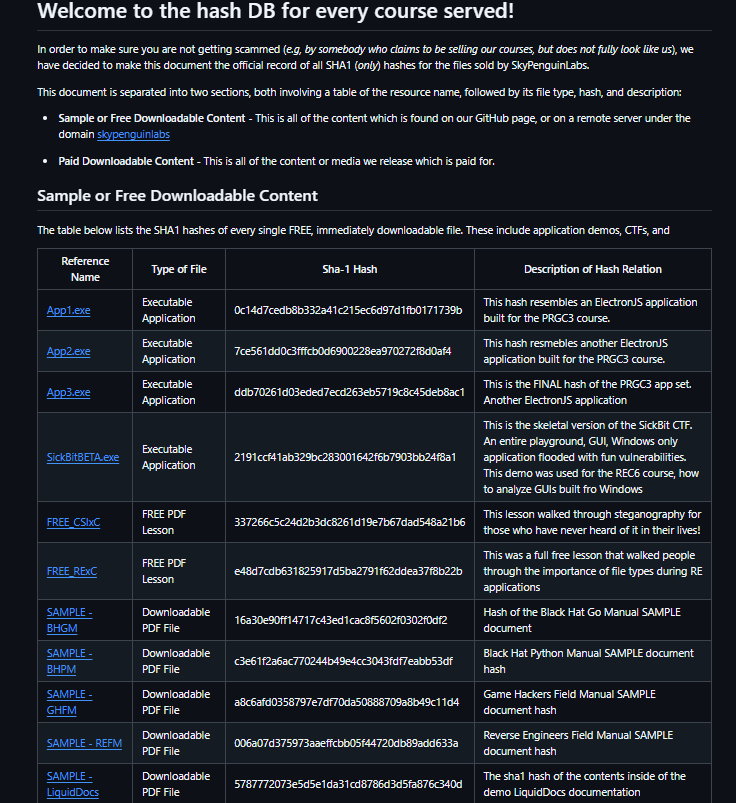 Welcome to the hash DB for every course served!
In order to make sure you are not getting scammed (e.g, by somebody who claims to be selling our courses, but does not fully look like us), we
have decided to make this document the official record of all SHA1 (only) hashes for the files sold by SkyPenguinLabs.
This document is separated into two sections, both involving a table of the resource name, followed by its file type, hash, and description:
• Sample or Free Downloadable Content - This is all of the content which is found on our GitHub page, or on a remote server under the
domain skypenguinlabs
• Paid Downloadable Content - This is all of the content or media we release which is paid for.
Sample or Free Downloadable Content
The table below lists the SHA1 hashes of every single FREE, immediately downloadable file. These include application demos, CTFs, and
Reference
Name
Type of File
Sha-1 Hash
Description of Hash Relation
App1.exe
Executable
Application
0c14d7cedb8b332a41c215ec6d97d1fb0171739b
This hash resembles an ElectronJS application
built for the PRGC3 course.
App2.exe
Executable
Application
7ce561dd0c3fffcb0d6900228ea970272f8d0af4
This hash resmebles another ElectronJS
application built for the PRGC3 course.
App3.exe
Executable
Application
ddb70261d03eded7ecd263eb5719c8c45deb8ac1
This is the FINAL hash of the PRGC3 app set.
Another ElectronJS application
SickBitBETA.exe
Executable
Application
2191ccf41ab329bc283001642f6b7903bb24f8a1
This is the skeletal version of the SickBit CTF.
An entire playground, GUI, Windows only
application flooded with fun vulnerabilities.
This demo was used for the REC6 course, how
to analyze GUIs built fro Windows
FREE_CSIxC
FREE PDF
Lesson
337266c5c24d2b3dc8261d19e7b67dad548a21b6
This lesson walked through steganography for
those who have never heard of it in their lives!
FREE_RExC
FREE PDF
Lesson
e48d7cdb631825917d5ba2791f62ddea37f8b22b
This was a full free lesson that walked people
through the importance of file types during RE
applications
SAMPLE -
BHGM
Downloadable
PDF File
16a30e90ff14717c43ed1cac8f5602f0302f0df2
Hash of the Black Hat Go Manual SAMPLE
document
SAMPLE -
BHPM
Downloadable
PDF File
c3e61f2a6ac770244b49e4cc3043fdf7eabb53df
Black Hat Python Manual SAMPLE document
hash
SAMPLE -
GHFM
Downloadable
PDF File
a8c6afd0358797e7df70da50888709a8b49c11d4
Game Hackers Field Manual SAMPLE
document hash
SAMPLE - REFM
Downloadable
PDF File
006a07d375973aaeffcbb05f44720db89add633a
Reverse Engineers Field Manual SAMPLE
document hash
SAMPLE -
LiquidDocs
Downloadable
PDF File
5787772073e5d5e1da31cd8786d3d5fa876c340d
The sha1 hash of the contents inside of the
demo LiquidDocs documentation